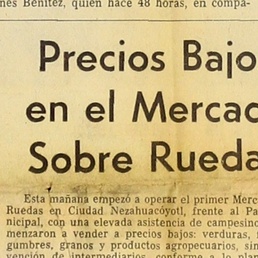 nes Benítez, quien hace 48 horas, en compa-
Precios Bajo
en el Mercad
Sobre Rueda
Esta mañana empezó a operar el primer Merc
Ruedas en Ciudad Nezahuacóyotl, frente al Pa
nicipal, con una elevada asistencia de campesino
menzaron a vender a precios bajos: verduras, f
gumbres, granos y productos agropecuarios, sin
vención de intermediarios, conforme a lo plan